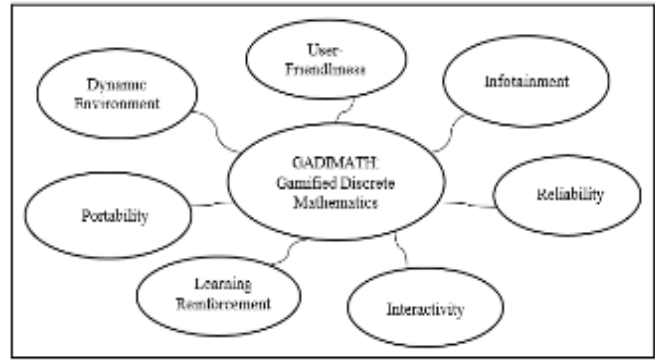 User-
Friendliness
Dynamic
Environment
Infotainment
GADIMATH:
Gamified Discrete
Mathematics
Portability
Reliability
Learning
Reinforcement
Interactivity